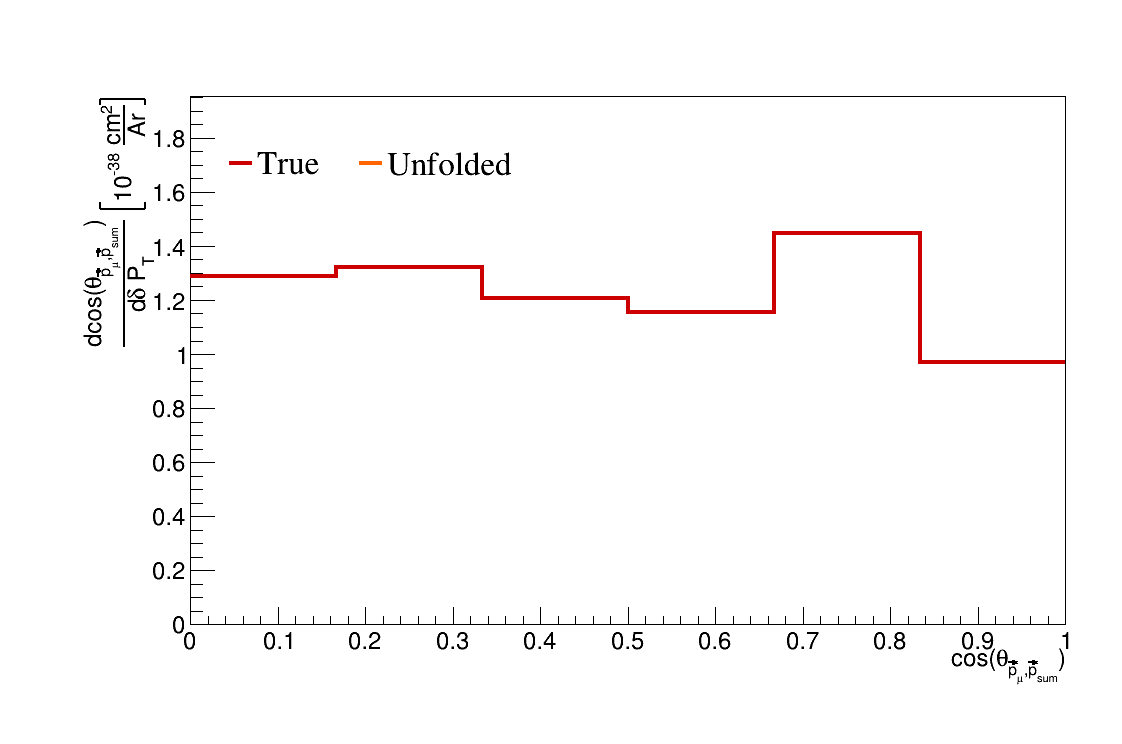 dcos(θp⃗μ,p⃗sum)
dδ PT
[10-38 cm2
Ar]
True
Unfolded
1.8
1.6
1.4
1.2
1
0.8
0.6
0.4
0.2
0
0 0.1 0.2 0.3 0.4 0.5 0.6 0.7 0.8 0.9 1
cos(θp⃗μ,p⃗sum)